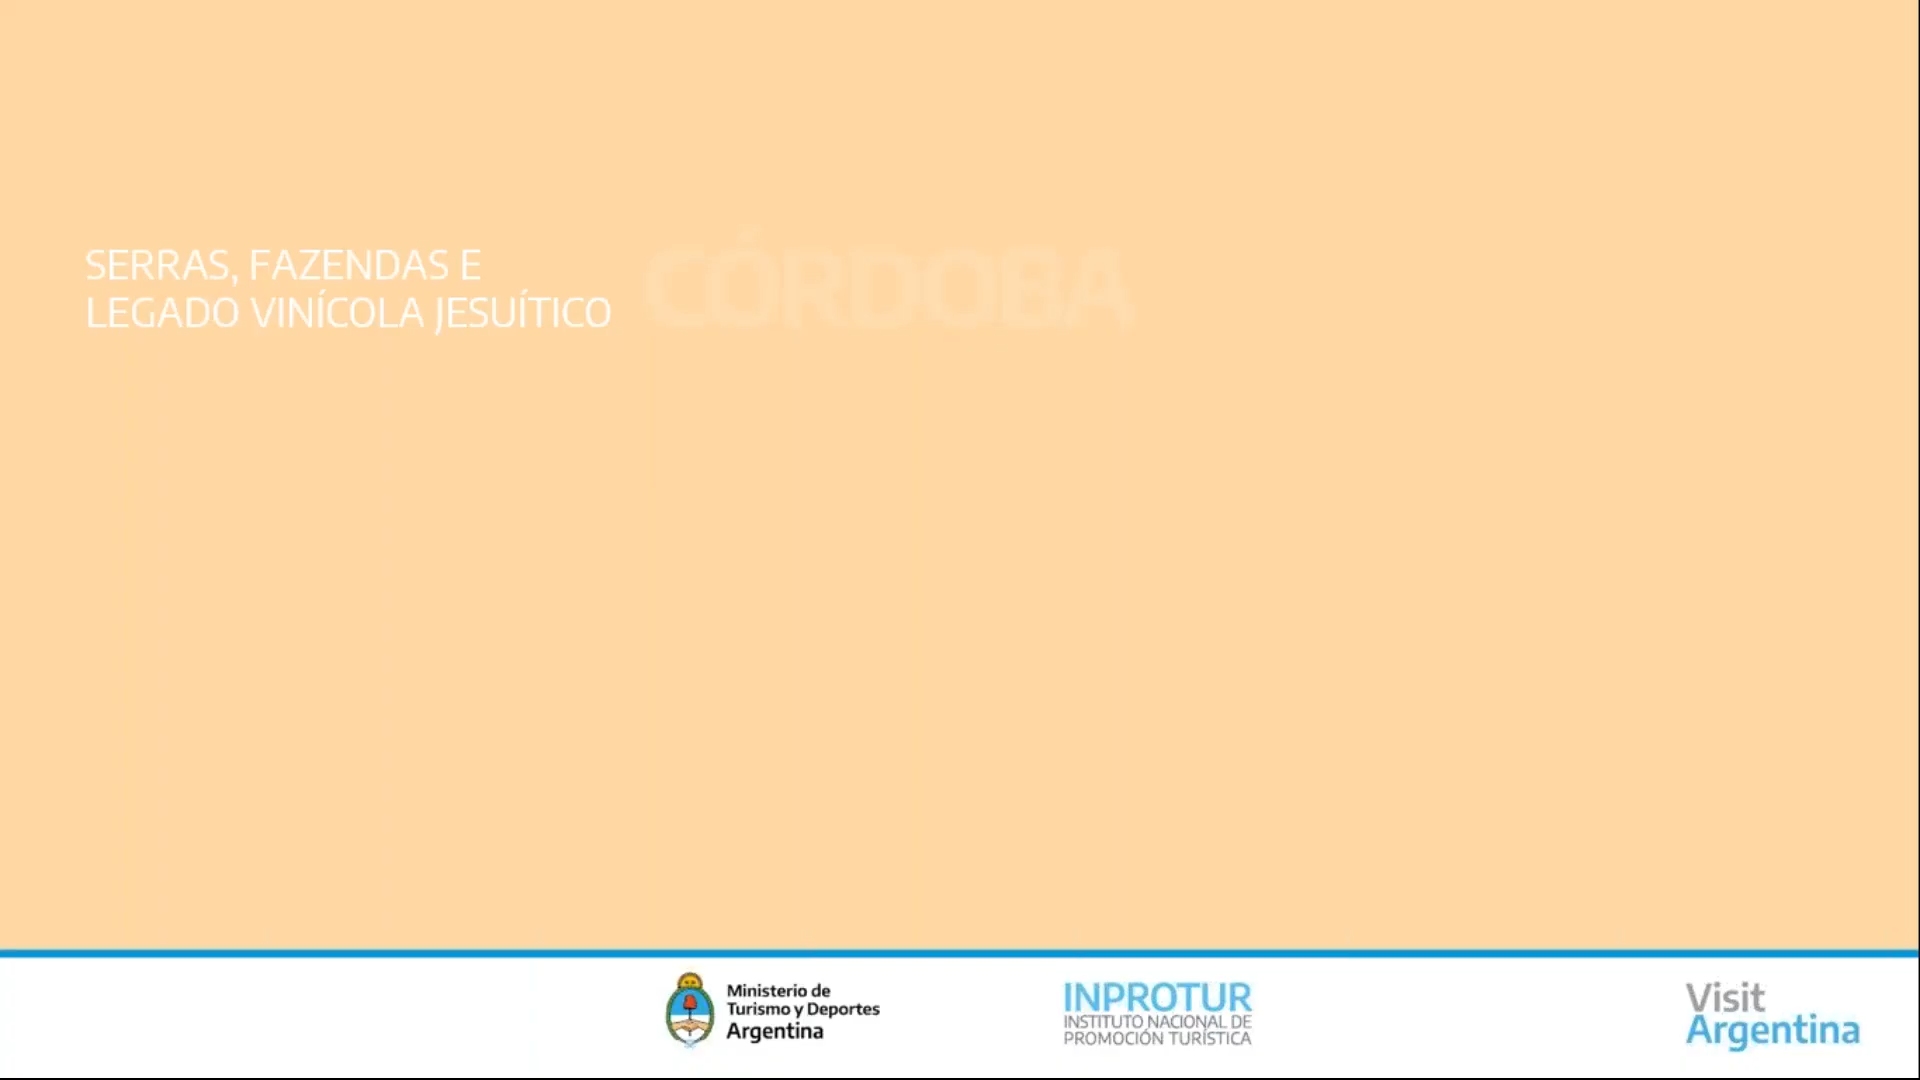 SERRAS, FAZENDAS E
LEGADO VINÍCOLA JESUÍTICO
CÓRDOBA
Ministerio de
Turismo y Deportes
Argentina
INPROTUR
INSTITUTO NACIONAL DE
PROMOCIÓN TURÍSTICA
Visit
Argentina